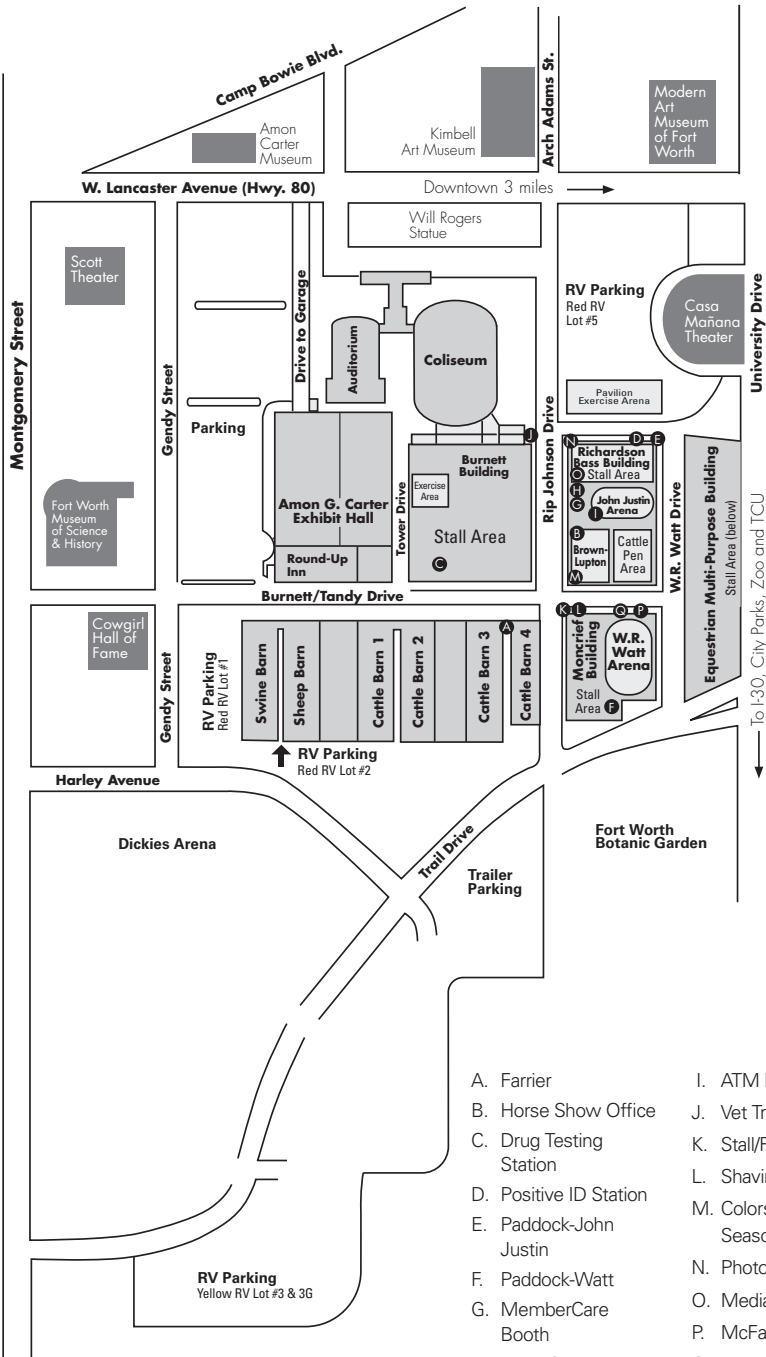 Camp Bowie Blvd.
Arch Adams St.
Amon
Carter
Museum
Kimbell
Art Museum
Modern
Art
Museum
of Fort
Worth
W. Lancaster Avenue (Hwy. 80)
Downtown 3 miles
Will Rogers
Statue
Scott
Theater
Montgomery Street
Gendy Street
Drive to Garage
Parking
Auditorium
Coliseum
RV Parking
Red RV
Lot #5
Casa
Mañana
Theater
University Drive
Pavilion
Exercise Arena
Rip Johnson Drive
Fort Worth
Museum
of Science
& History
Amon G. Carter
Exhibit Hall
Round-Up
Inn
Tower Drive
J
Burnett
Building
Exercise
Area
Stall Area
C
N
D
E
Richardson
Bass Building
O
Stall Area
H
G
John Justin
Arena
I
B
Brown-
Lupton
M
Cattle
Pen
Area
W.R. Watt Drive
Equestrian Multi-Purpose Building
Stall Area (below)
To I-30, City Parks, Zoo and TCU
Burnett/Tandy Drive
Cowgirl
Hall of
Fame
Gendy Street
RV Parking
Red RV Lot #1
Swine Barn
Sheep Barn
Cattle Barn 1
Cattle Barn 2
Cattle Barn 3
A
Cattle Barn 4
K
L
Q
P
Moncrief
Building
W.R.
Watt
Arena
Stall
Area
F
RV Parking
Red RV Lot #2
Harley Avenue
Dickies Arena
Trail Drive
Trailer
Parking
Fort Worth
Botanic Garden
RV Parking
Yellow RV Lot #3 & 3G
A. Farrier
B. Horse Show Office
C. Drug Testing
Station
D. Positive ID Station
E. Paddock-John
Justin
F. Paddock-Watt
G. MemberCare
Booth
I. ATM
J. Vet
K.
L.
M.
N.
O.
P.